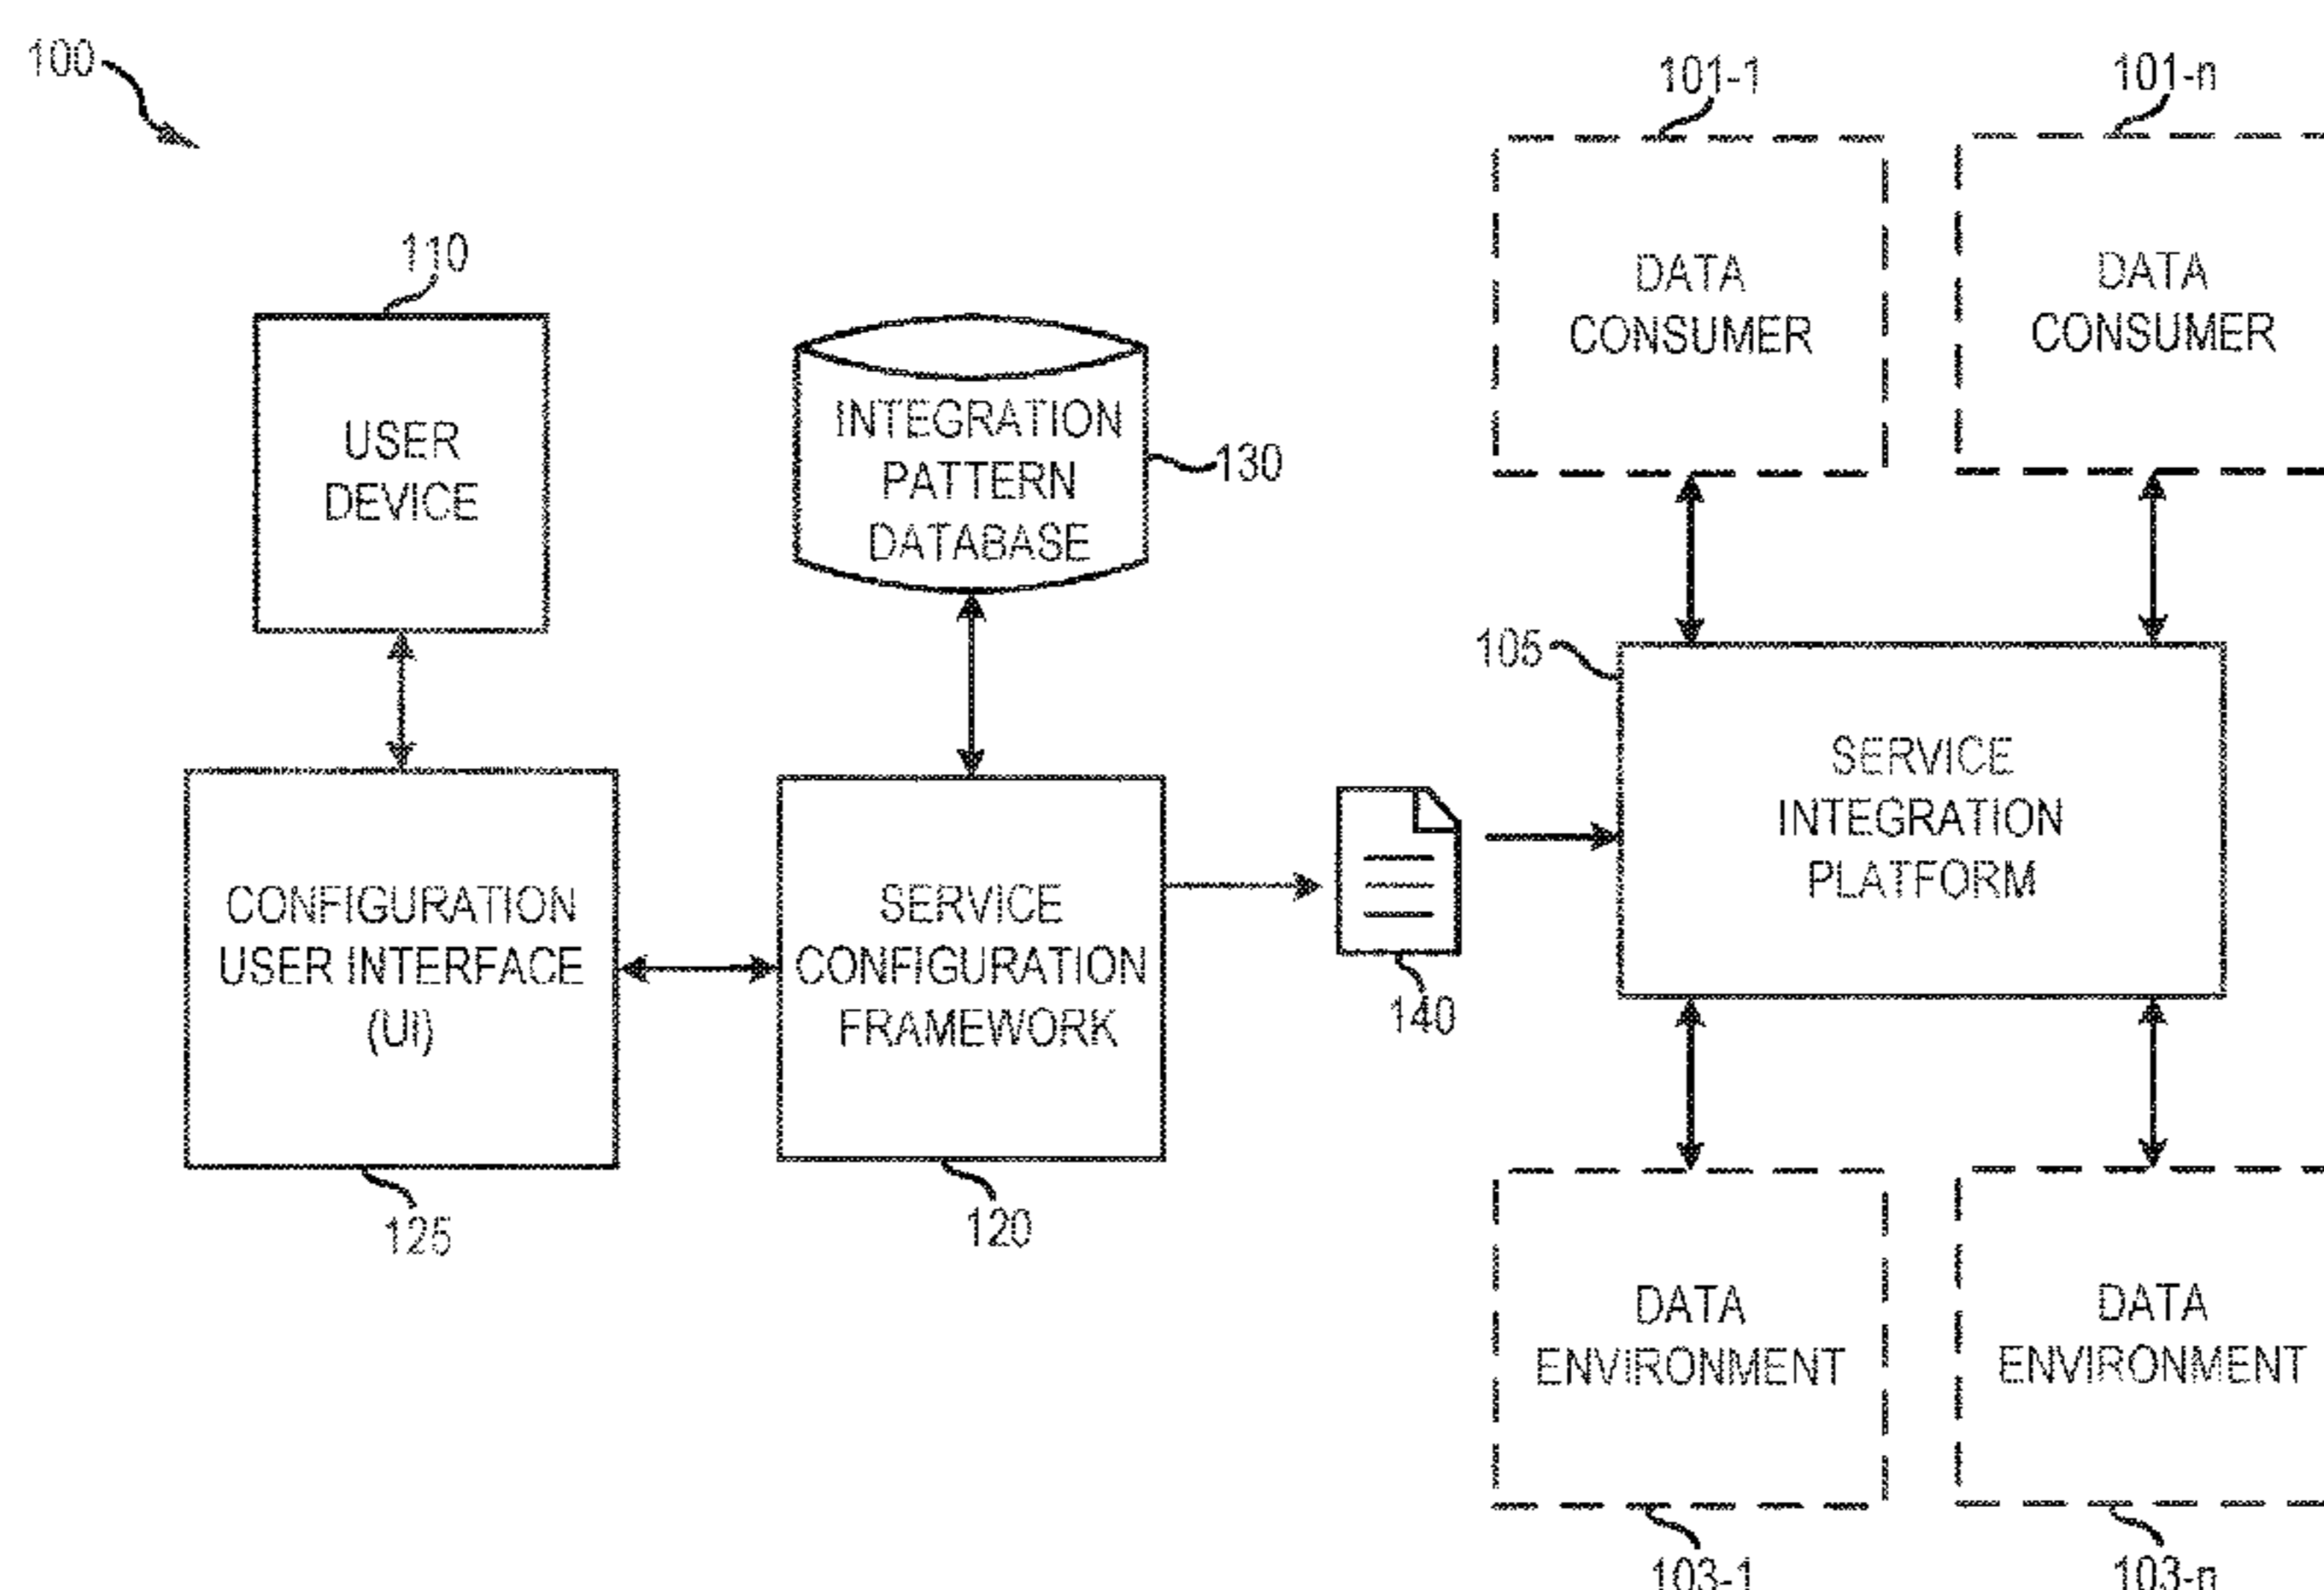 100
101-1
101-n
110
DATA
CONSUMER
DATA
CONSUMER
USER
DEVICE
INTEGRATION
PATTERN
DATABASE
130
105
SERVICE
INTEGRATION
PLATFORM
CONFIGURATION
USER INTERFACE
(UI)
SERVICE
CONFIGURATION
FRAMEWORK
140
125
120
DATA
ENVIRONMENT
DATA
ENVIRONMENT
103-1
103-n